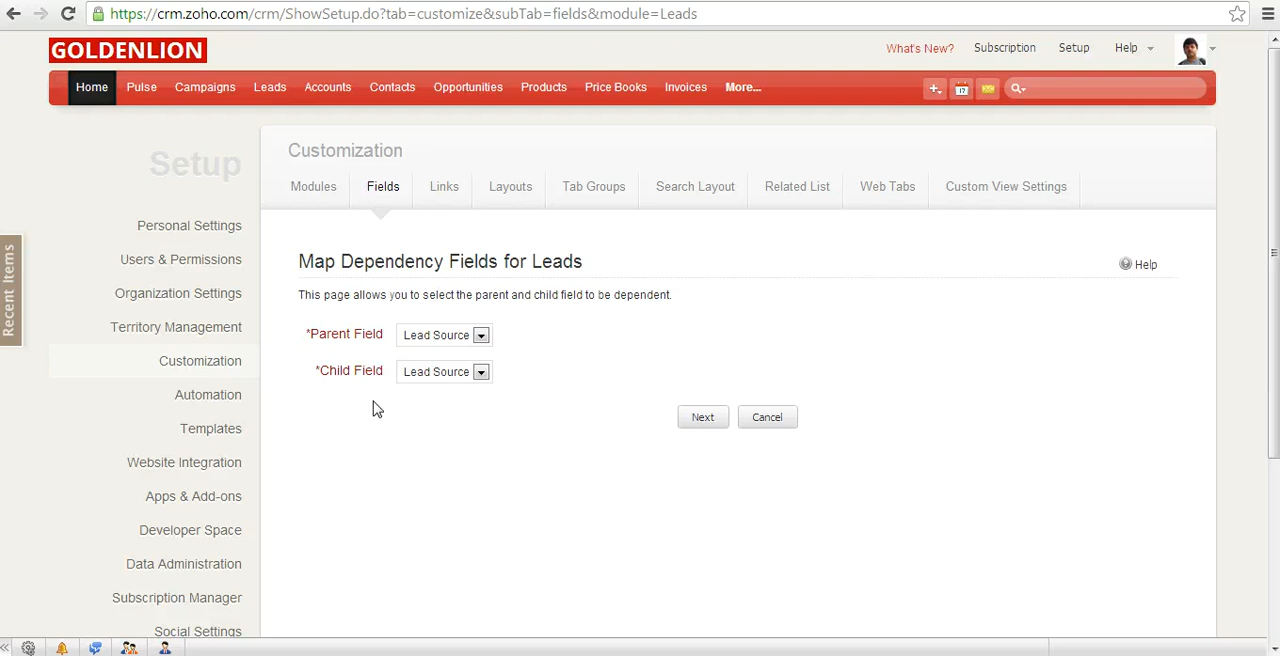 https://crm.zoho.com/crm/ShowSetup.do?tab=customize&subTab=fields&module=Leads
GOLDENLION
What's New?
Subscription
Setup
Help
Home
Pulse
Campaigns
Leads
Accounts
Contacts
Opportunities
Products
Price Books
Invoices
More...
17
Setup
Personal Settings
Users & Permissions
Organization Settings
Territory Management
Customization
Automation
Templates
Website Integration
Apps & Add-ons
Developer Space
Data Administration
Subscription Manager
Social Settings
Recent Items
Customization
Modules
Fields
Links
Layouts
Tab Groups
Search Layout
Related List
Web Tabs
Custom View Settings
Map Dependency Fields for Leads
Help
This page allows you to select the parent and child field to be dependent.
*Parent Field
Lead Source
*Child Field
Lead Source
Next
Cancel